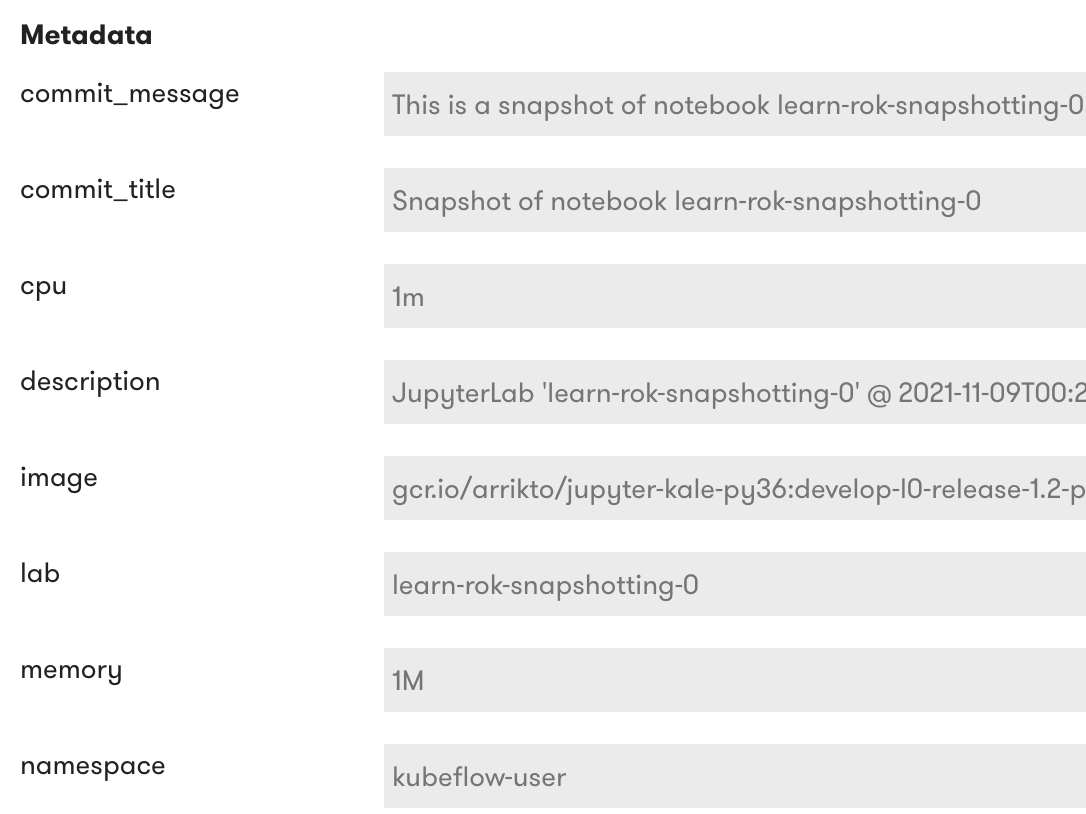 Metadata
commit_message
This is a snapshot of notebook learn-rok-snapshotting-0
commit_title
Snapshot of notebook learn-rok-snapshotting-0
cpu
1m
description
JupyterLab 'learn-rok-snapshotting-0' @ 2021-11-09T00:2
image
gcr.io/arrikto/jupyter-kale-py36:develop-l0-release-1.2-p
lab
learn-rok-snapshotting-0
memory
1M
namespace
kubeflow-user